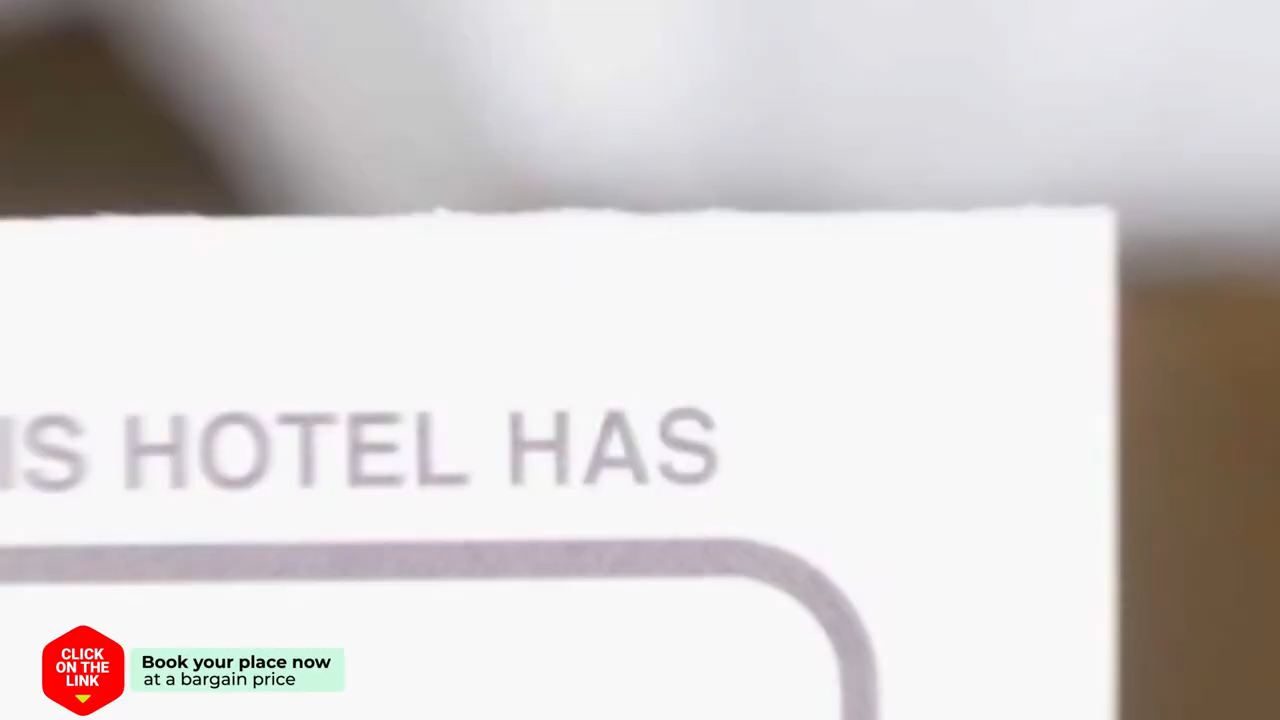 IS HOTEL HAS
CLICK
ON THE
LINK
Book your place now
at a bargain price